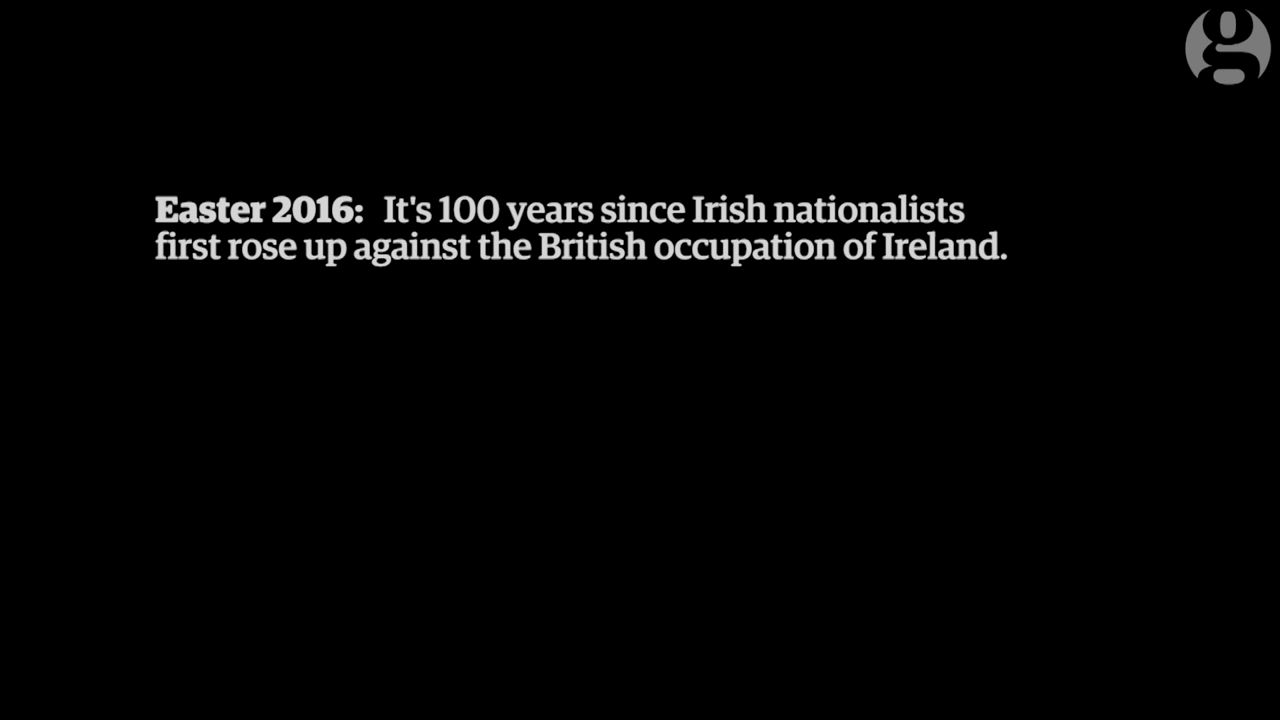 Easter 2016: It's 100 years since Irish nationalists
first rose up against the British occupation of Ireland.
g